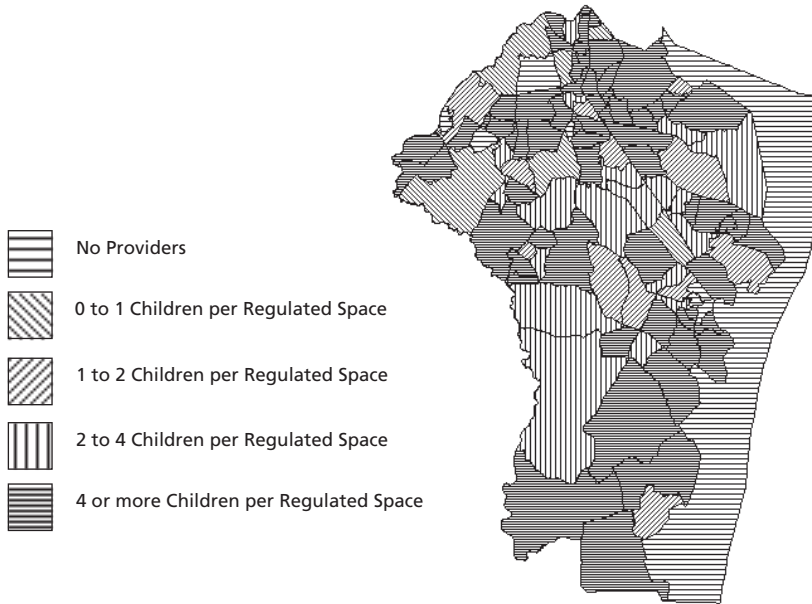 No Providers
0 to 1 Children per Regulated Space
1 to 2 Children per Regulated Space
2 to 4 Children per Regulated Space
4 or more Children per Regulated Space